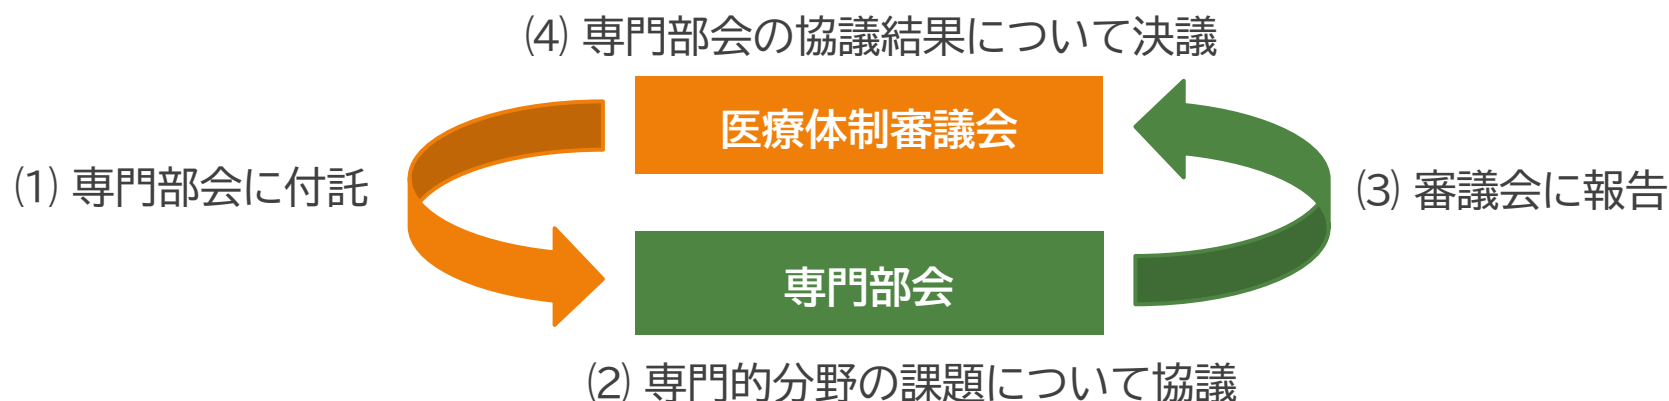 ⑷ 専門部会の協議結果について決議
医療体制審議会
⑴ 専門部会に付託
⑶ 審議会に報告
専門部会
⑵ 専門的分野の課題について協議